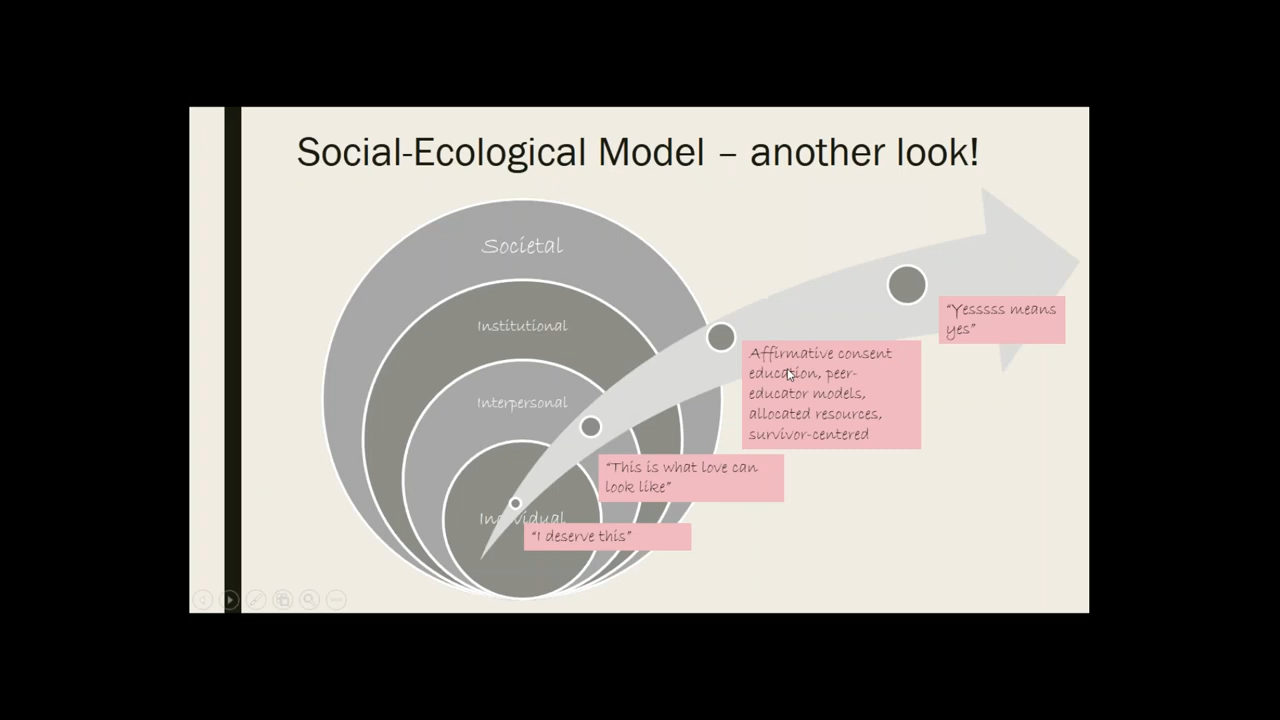 Social-Ecological Model – another look!
Societal
Institutional
Interpersonal
Individual
"Yesssss means
yes"
Affirmative consent
education, peer-
educator models,
allocated resources,
survivor-centered
"This is what love can
look like"
"I deserve this"